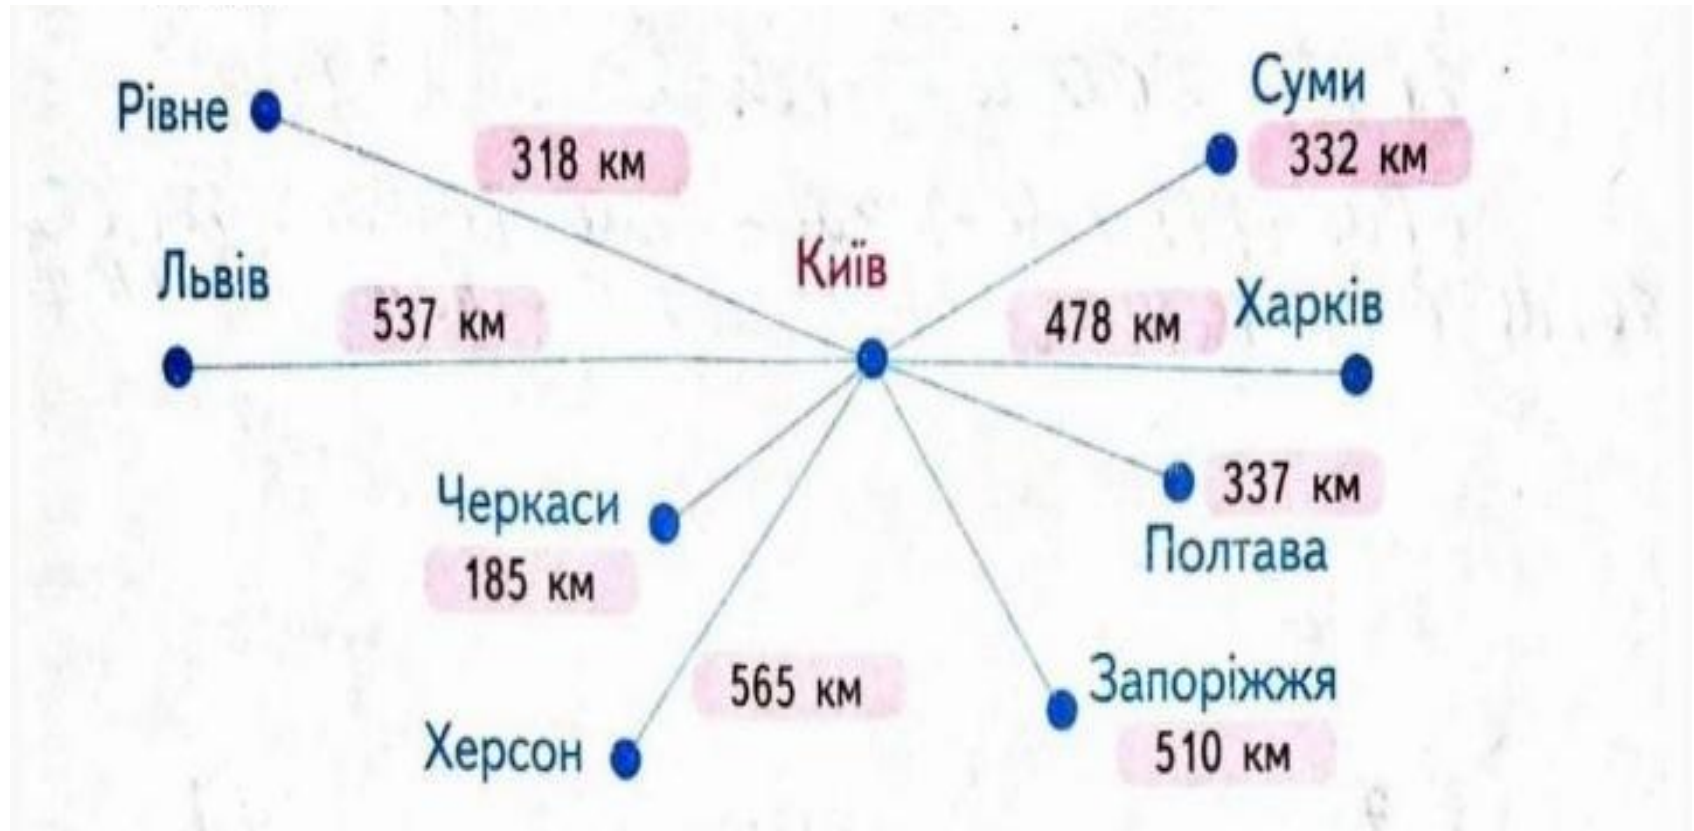 Рівне
318 км
Суми
332 км
Львів
537 км
Київ
478 км
Харків
Черкаси
185 км
337 км
Полтава
Херсон
565 км
Запоріжжя
510 км